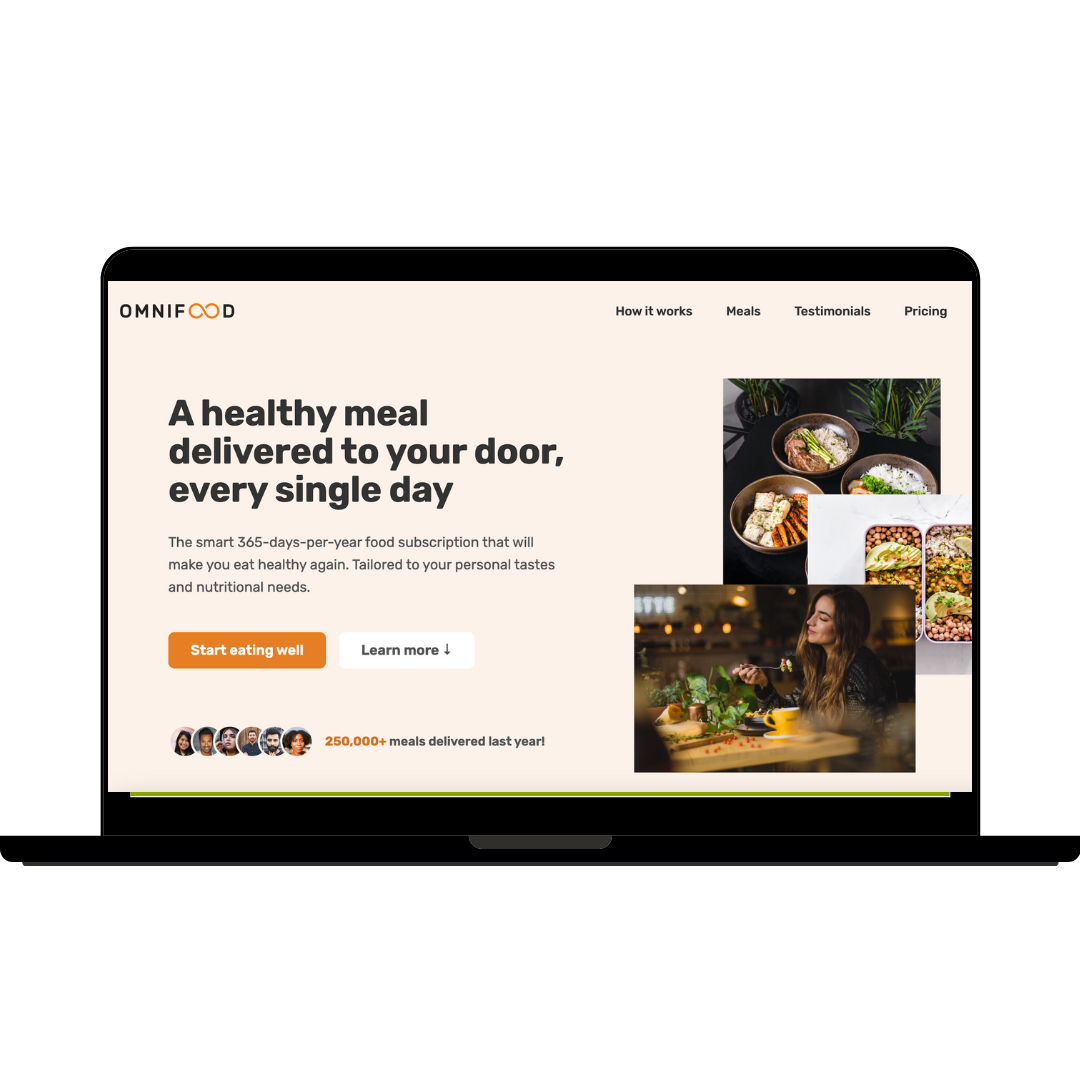 OMNIFOOD
How it works Meals Testimonials Pricing
A healthy meal
delivered to your door,
every single day
The smart 365-days-per-year food subscription that will
make you eat healthy again. Tailored to your personal tastes
and nutritional needs.
Start eating well Learn more ↓
250,000+ meals delivered last year!